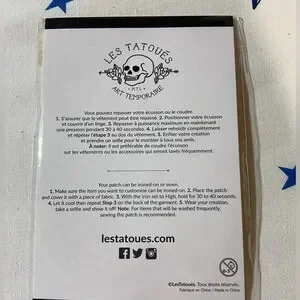 LES TATOUÉS
MTL
ART TEMPORAIRE
Vous pouvez repasser votre écusson ou le coudre.
1. S'assurer que le vêtement peut être repassé. 2. Positionner votre écusson
et couvrir d'un linge. 3. Repasser à puissance maximum en maintenant
une pression pendant 30 à 40 secondes. 4. Laisser refroidir complètement
et répéter l'étape 3 au dos du vêtement. 5. Enfiler votre création
et prendre un selfie pour le montrer à tous vos amis.
À noter: il est préférable de coudre l'écusson
sur les vêtements ou les accessoires qui seront lavés fréquemment.
Your patch can be ironed-on or sewn.
1. Make sure the item you want to customize can be ironed. 2. Place the patch
and cover it with a piece of fabric. 3. With the iron set to High, hold for 30 to 40 seconds.
4. Let it cool then repeat Step 3 on the back of the garment. 5. Wear your creation,
take a selfie and show it off! Note: For items that will be washed frequently,
sewing the patch is recommended.
lestatoues.com
©LesTatoués. Tous droits réservés.
Fabriqué en Chine / Made in China